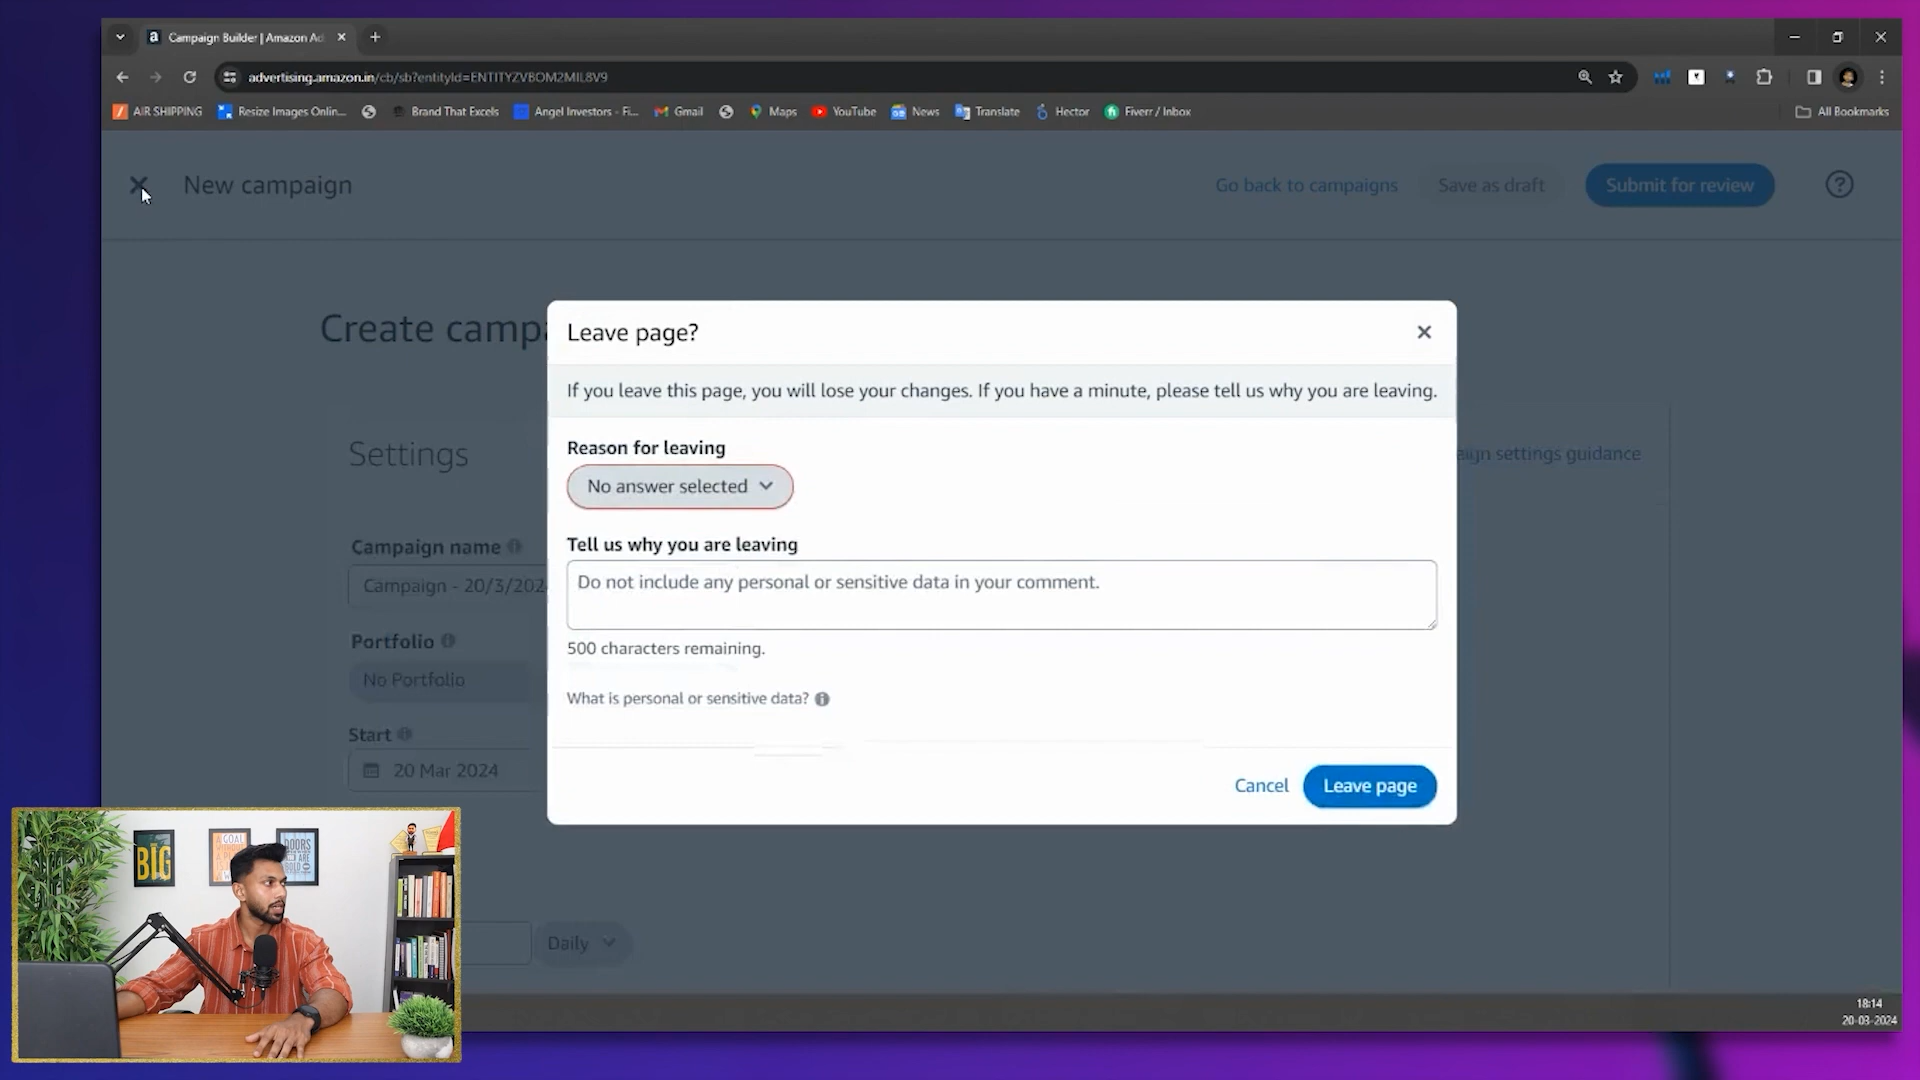 Campaign Builder | Amazon Ad
advertising.amazon.in/cb/sb?entityId=ENTITYZVBOM2MIL8V9
AIR SHIPPING
Resize Images Onlin...
Brand That Excels
Angel Investors - Fi...
Gmail
Maps
YouTube
News
Translate
Hector
Fiverr / Inbox
All Bookmarks
New campaign
Go back to campaigns
Save as draft
Submit for review
Create campa
Leave page?
If you leave this page, you will lose your changes. If you have a minute, please tell us why you are leaving.
Reason for leaving
No answer selected
Settings
aign settings guidance
Tell us why you are leaving
Do not include any personal or sensitive data in your comment.
500 characters remaining.
What is personal or sensitive data?
Cancel
Leave page
Campaign name
Campaign - 20/3/202
Portfolio
No Portfolio
Start
20 Mar 2024
Daily
BIG
A GOAL
DOORS
18:14
20-03-2024